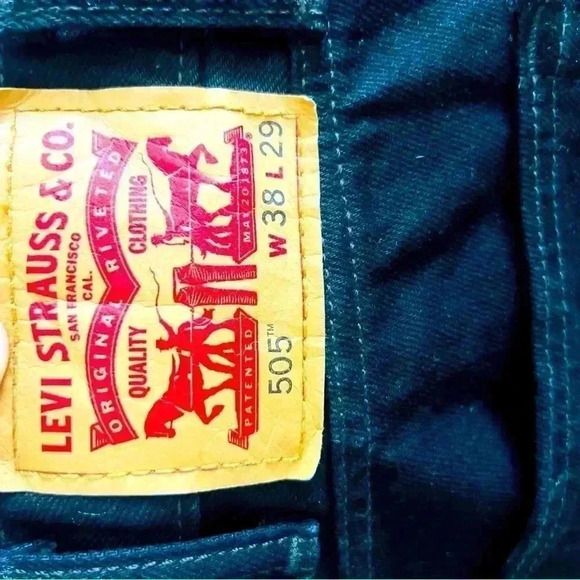 LEVI STRAUSS & CO.
SAN FRANCISCO
CAL.
ORIGINAL RIVETED
QUALITY CLOTHING
PATENTED MAY 20 1873
505™ W 38 L 29